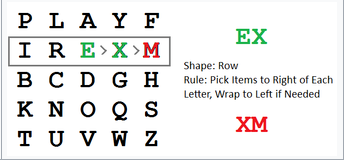 P L A Y F
I R E > X > M
B C D G H
K N O Q S
T U V W Z
EX
Shape: Row
Rule: Pick Items to Right of Each
Letter, Wrap to Left if Needed
XM